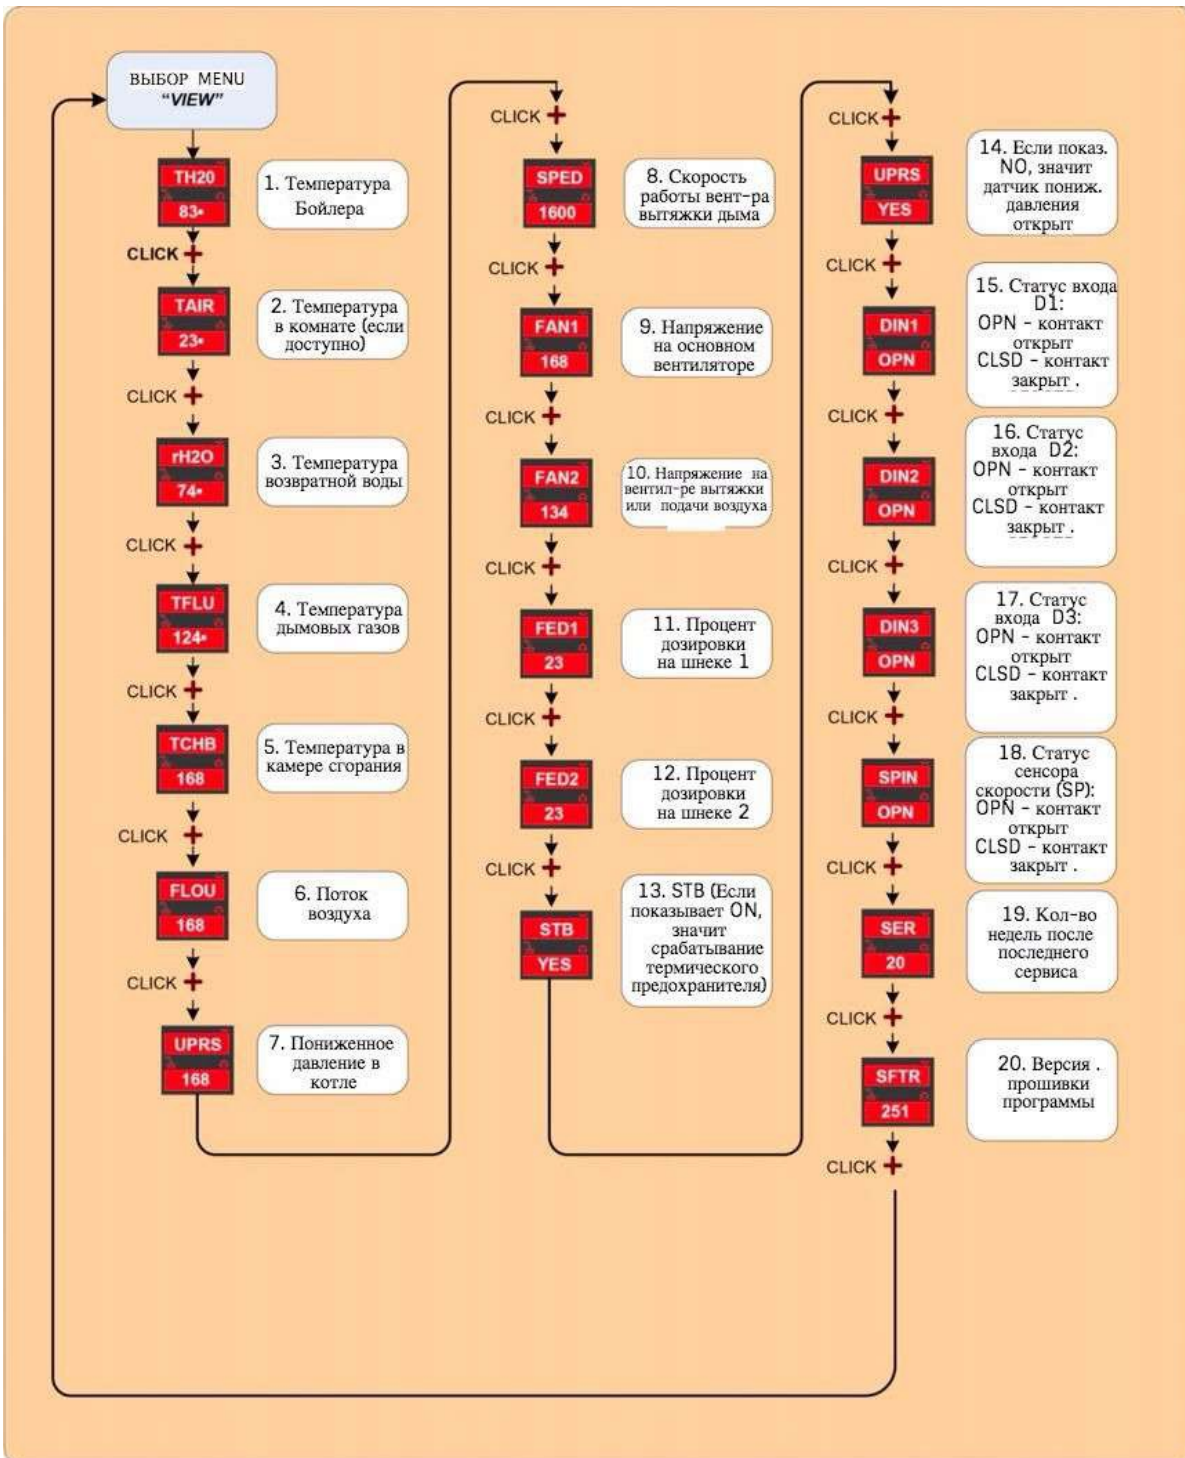 ВЫБОР MENU
"VIEW"
TH20
83•
1. Температура
Бойлера
CLICK +
TAIR
23•
2. Температура
в комнате (если
доступно)
CLICK +
rH2O
74•
3. Температура
возвратной воды
CLICK +
TFLU
124•
4. Температура
дымовых газов
CLICK +
TCHB
168
5. Температура в
камере сгорания
CLICK +
FLOU
168
6. Поток
воздуха
CLICK +
UPRS
168
7. Пониженное
давление в
котле
CLICK +
SPED
1600
8. Скорость
работы вент-ра
вытяжки дыма
CLICK +
FAN1
168
9. Напряжение
на основном
вентиляторе
CLICK +
FAN2
134
10. Напряжение на
вентил-ре вытяжки
или подачи воздуха
CLICK +
FED1
23
11. Процент
дозировки
на шнеке 1
CLICK +
FED2
23
12. Процент
дозировки
на шнеке 2
CLICK +
STB
YES
13. STB (Если
показывает ON,
значит
срабатывание
термического
предохранителя)
CLICK +
UPRS
YES
14. Если показ.
NO, значит
датчик пониж.
давления
открыт
CLICK +
DIN1
OPN
15. Статус входа
D1:
OPN - контакт
открыт
CLSD - контакт
закрыт .
CLICK +
DIN2
OPN
16. Статус
входа D2:
OPN - контакт
открыт
CLSD - контакт
закрыт .
CLICK +
DIN3
OPN
17. Статус
входа D3:
OPN - контакт
открыт
CLSD - контакт
закрыт .
CLICK +
SPIN
OPN
18. Статус
сенсора
скорости (SP):
OPN - контакт
открыт
CLSD - контакт
закрыт .
CLICK +
SER
20
19. Кол-во
недель после
последнего
сервиса
CLICK +
SFTR
251
20. Версия .
прошивки
программы
CLICK +